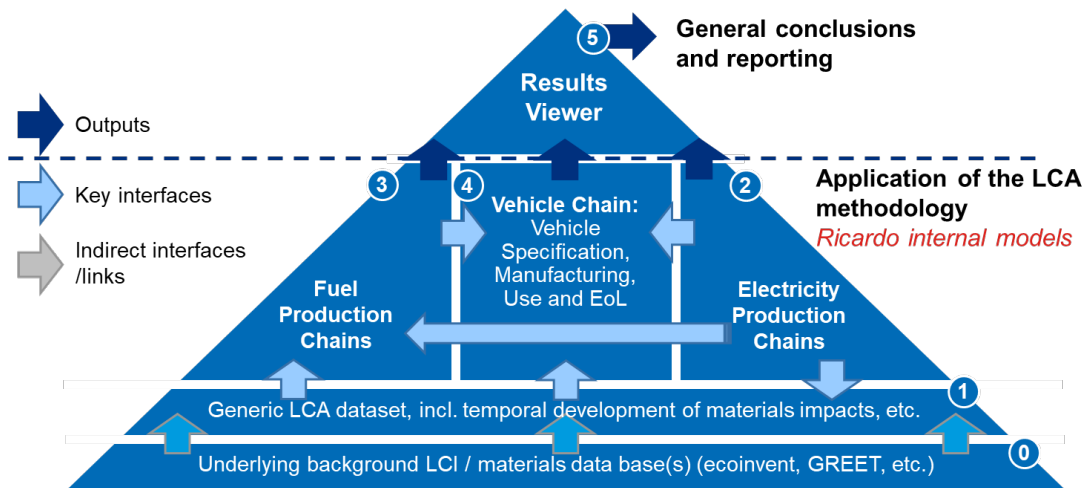 5
General conclusions
and reporting
Results
Viewer
Outputs
Key interfaces
Indirect interfaces
/links
3
4
2
Application of the LCA
methodology
Ricardo internal models
Vehicle Chain:
Vehicle
Specification,
Manufacturing,
Use and EoL
Fuel
Production
Chains
Electricity
Production
Chains
1
Generic LCA dataset, incl. temporal development of materials impacts, etc.
0
Underlying background LCI / materials data base(s) (ecoinvent, GREET, etc.)